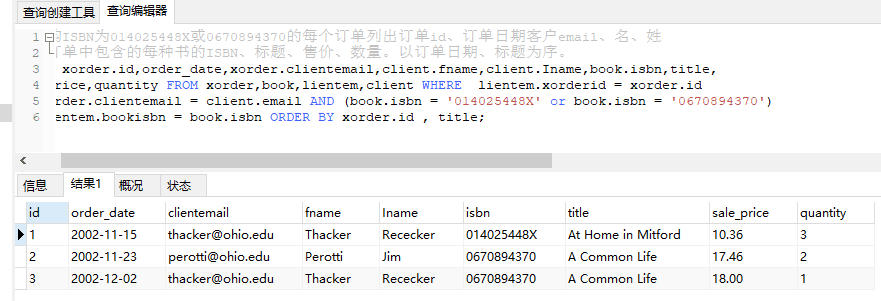 查询创建工具 查询编辑器
1 的ISBN为014025448X或0670894370的每个订单列出订单id、订单日期客户email、名、姓
2 订单中包含的每种书的ISBN、标题、售价、数量。以订单日期、标题为序。
3 xorder.id,order_date,xorder.clientemail,client.fname,client.Iname,book.isbn,title,
4 rice,quantity FROM xorder,book,lientem,client WHERE lientem.xorderid = xorder.id
5 rder.clientemail = client.email AND (book.isbn = '014025448X' or book.isbn = '0670894370')
6 entem.bookisbn = book.isbn ORDER BY xorder.id , title;
信息 结果1 概况 状态
id order_date clientemail fname Iname isbn title sale_price quantity
1 2002-11-15 thacker@ohio.edu Thacker Rececker 014025448X At Home in Mitford 10.36 3
2 2002-11-23 perotti@ohio.edu Perotti Jim 0670894370 A Common Life 17.46 2
3 2002-12-02 thacker@ohio.edu Thacker Rececker 0670894370 A Common Life 18.00 1